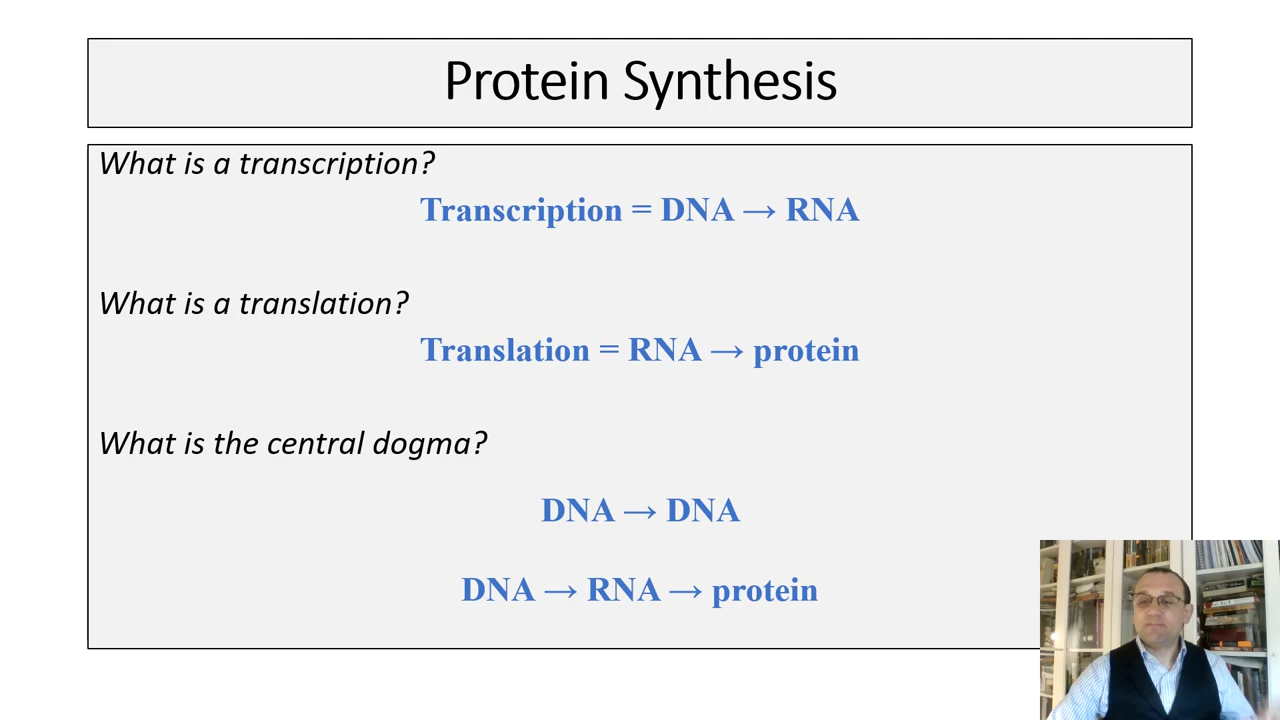 Protein Synthesis
What is a transcription?
Transcription = DNA → RNA
What is a translation?
Translation = RNA → protein
What is the central dogma?
DNA → DNA
DNA → RNA → protein